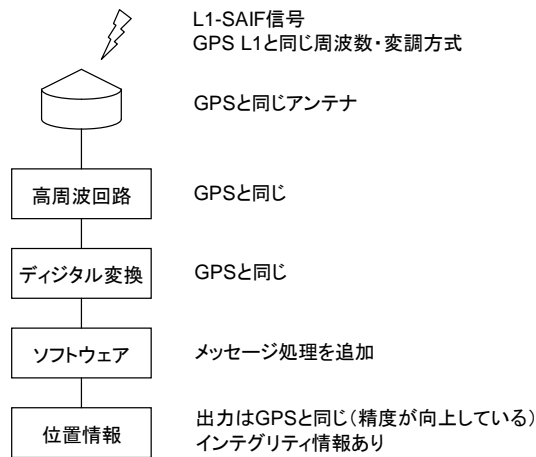 L1-SAIF信号
GPS L1と同じ周波数・変調方式
GPSと同じアンテナ
高周波回路
GPSと同じ
ディジタル変換
GPSと同じ
ソフトウェア
メッセージ処理を追加
位置情報
出力はGPSと同じ(精度が向上している)
インテグリティ情報あり